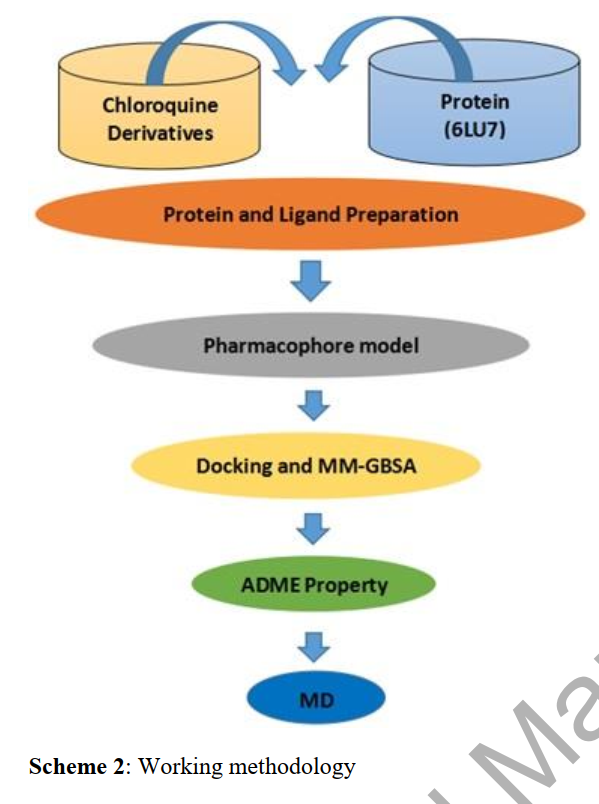 Chloroquine
Derivatives
Protein
(6LU7)
Protein and Ligand Preparation
Pharmacophore model
Docking and MM-GBSA
ADME Property
MD
Scheme 2: Working methodology